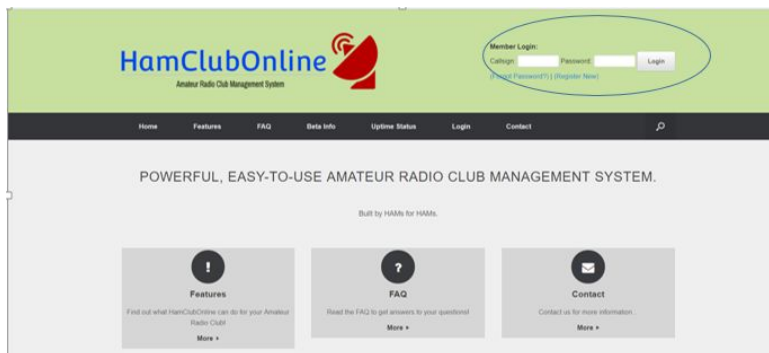 HamClubOnline
Amateur Radio Club Management System
Member Login:
Callsign: Password: Login
(Forgot Password?) | (Register New)
Home Features FAQ Beta Info Uptime Status Login Contact
POWERFUL, EASY-TO-USE AMATEUR RADIO CLUB MANAGEMENT SYSTEM.
Built by HAMs for HAMs.
! ?
Features FAQ Contact
Find out what HamClubOnline can do for your Amateur Read the FAQ to get answers to your questions! Contact us for more information.
Radio Club!
More More More